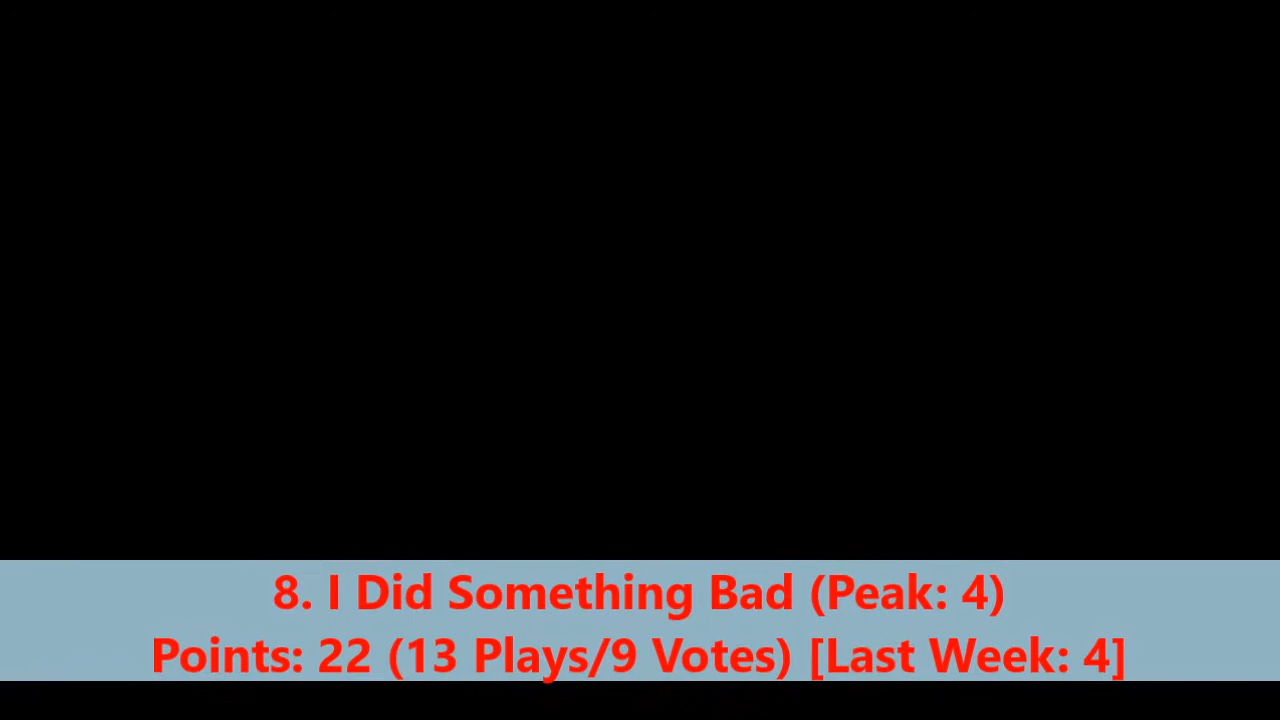 8. I Did Something Bad (Peak: 4)
Points: 22 (13 Plays/9 Votes) [Last Week: 4]